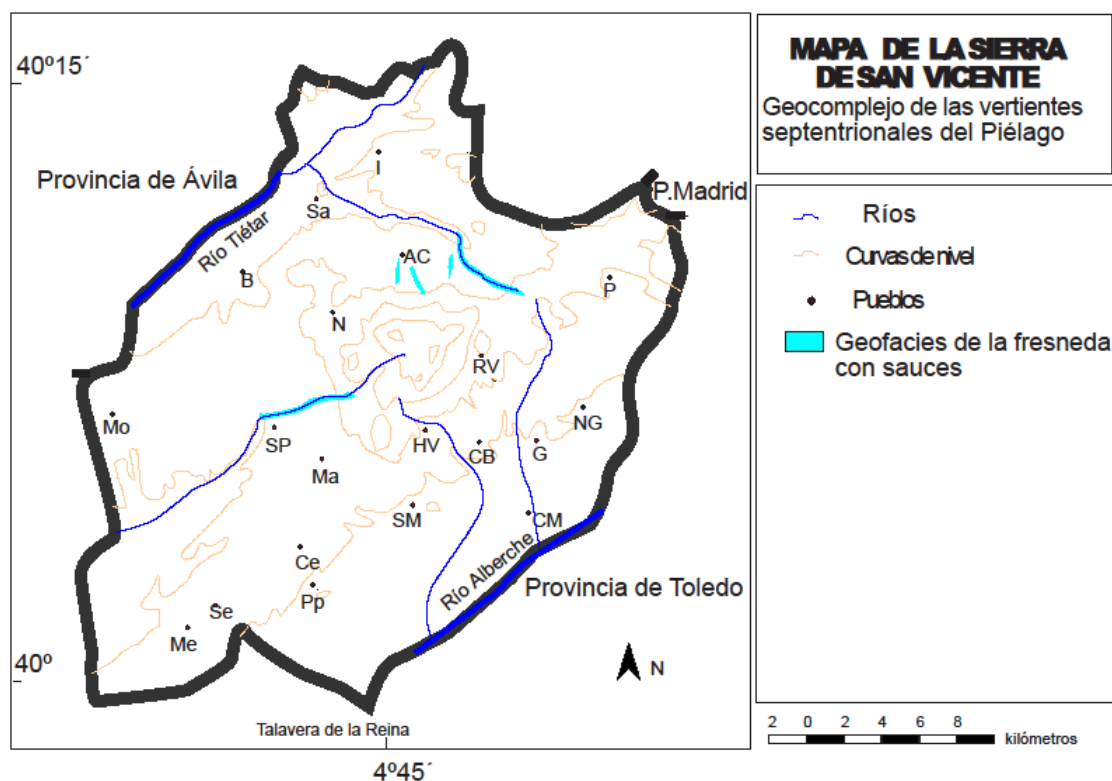 MAPA DE LA SIERRA
DE SAN VICENTE
Geocomplejo de las vertientes
septentrionales del Piélago
Ríos
Curvas de nivel
Pueblos
Geofacies de la fresneda
con sauces
2 0 2 4 6 8
kilómetros
40º15´
Provincia de Ávila
P.Madrid
I
Sa
Río Tiétar
AC
B
P
N
RV
Mo
NG
SP
HV
CB
G
Ma
SM
CM
Ce
Río Alberche
Provincia de Toledo
Pp
Se
Me
40º
N
Talavera de la Reina
4º45´